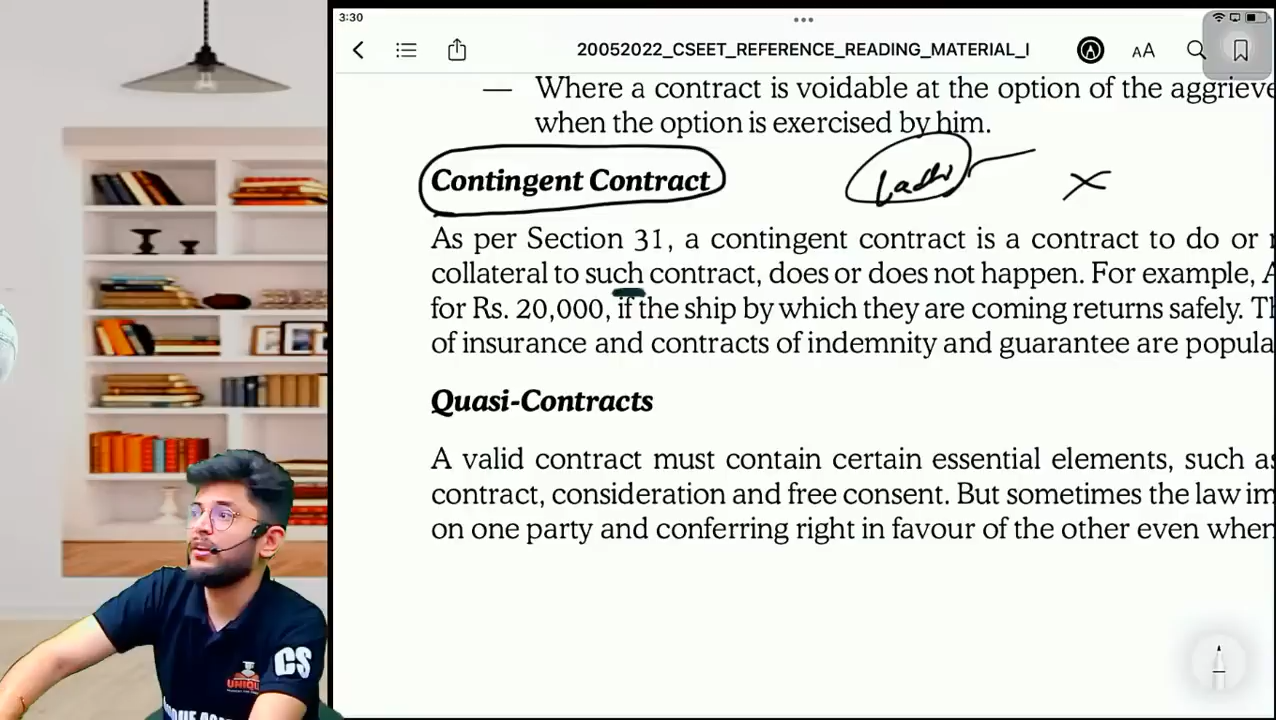 3:30
20052022_CSEET_REFERENCE_READING_MATERIAL_I
AA
— Where a contract is voidable at the option of the aggrieve
when the option is exercised by him.
Contingent Contract
As per Section 31, a contingent contract is a contract to do or
collateral to such contract, does or does not happen. For example, A
for Rs. 20,000, if the ship by which they are coming returns safely. T
of insurance and contracts of indemnity and guarantee are popula
Quasi-Contracts
A valid contract must contain certain essential elements, such as
contract, consideration and free consent. But sometimes the law im
on one party and conferring right in favour of the other even when
CS
UNIQU